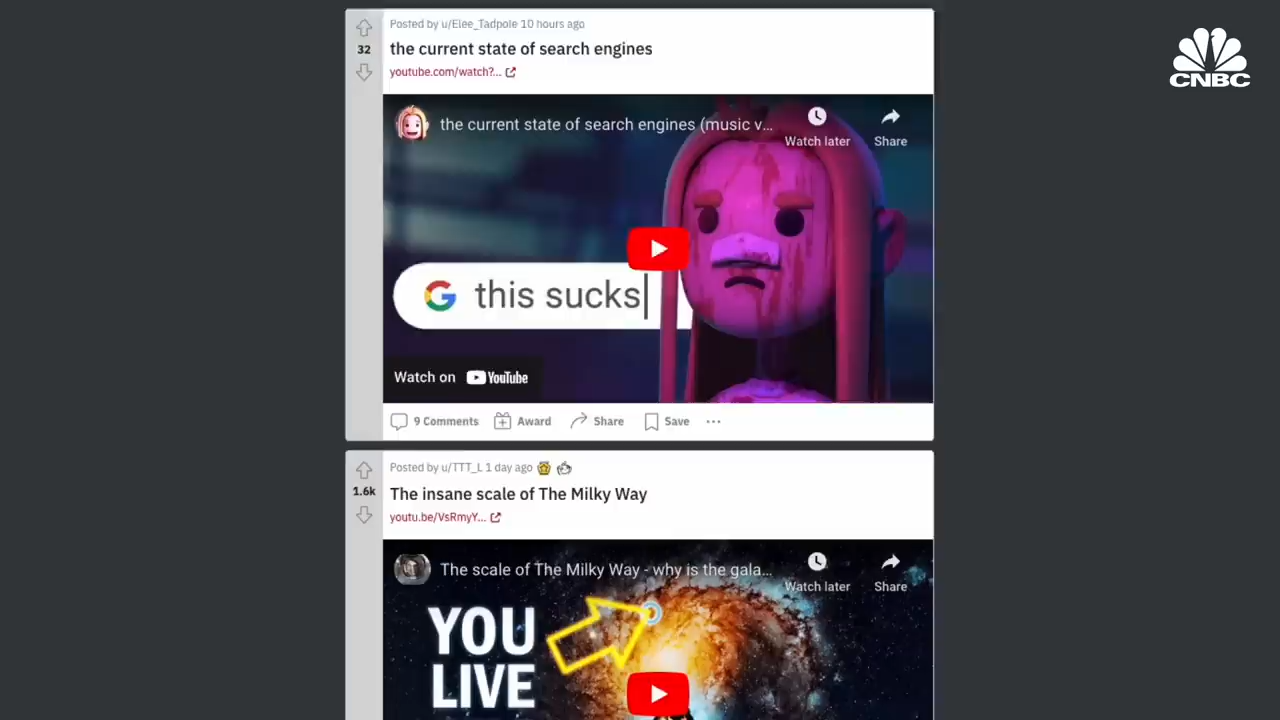 Posted by u/Elee_Tadpole 10 hours ago
32
the current state of search engines
youtube.com/watch?...
CNBC
the current state of search engines (music v...
Watch later
Share
G this sucks
Watch on YouTube
9 Comments Award Share Save ...
Posted by u/TTT_L 1 day ago
1.6k
The insane scale of The Milky Way
youtu.be/VsRmyY...
The scale of The Milky Way - why is the gala...
Watch later
Share
YOU
LIVE